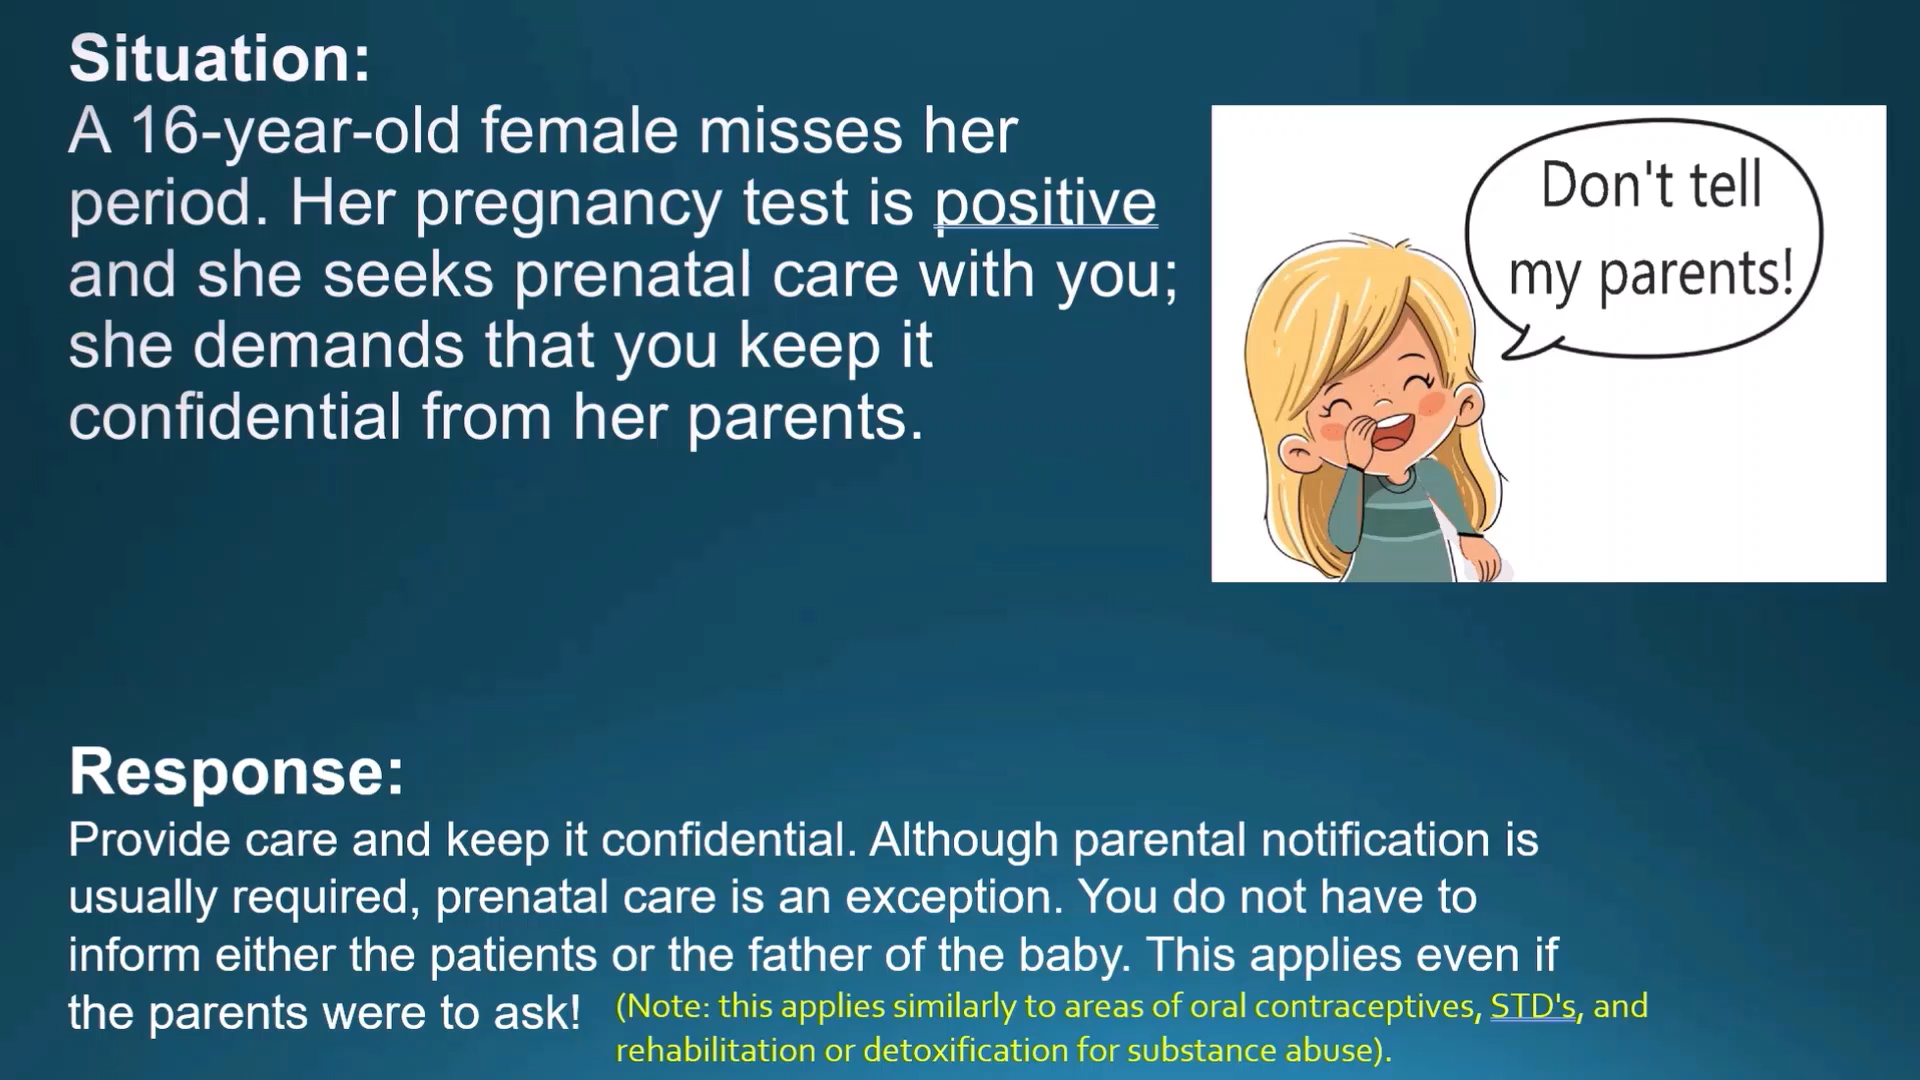 Situation:
A 16-year-old female misses her
period. Her pregnancy test is positive
and she seeks prenatal care with you;
she demands that you keep it
confidential from her parents.
Don't tell
my parents!
Response:
Provide care and keep it confidential. Although parental notification is
usually required, prenatal care is an exception. You do not have to
inform either the patients or the father of the baby. This applies even if
the parents were to ask!
(Note: this applies similarly to areas of oral contraceptives, STD's, and
rehabilitation or detoxification for substance abuse).